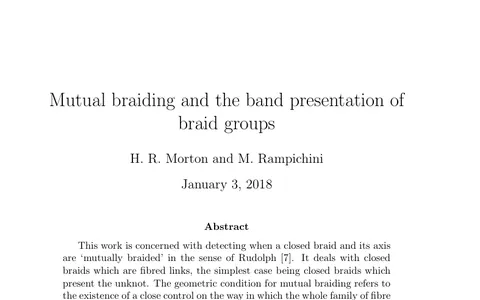 Mutual braiding and the band presentation of
braid groups
H. R. Morton and M. Rampichini
January 3, 2018
Abstract
This work is concerned with detecting when a closed braid and its axis
are ‘mutually braided’ in the sense of Rudolph [7]. It deals with closed
braids which are fibred links, the simplest case being closed braids which
present the unknot. The geometric condition for mutual braiding refers to
the existence of a close control on the way in which the whole family of fibre